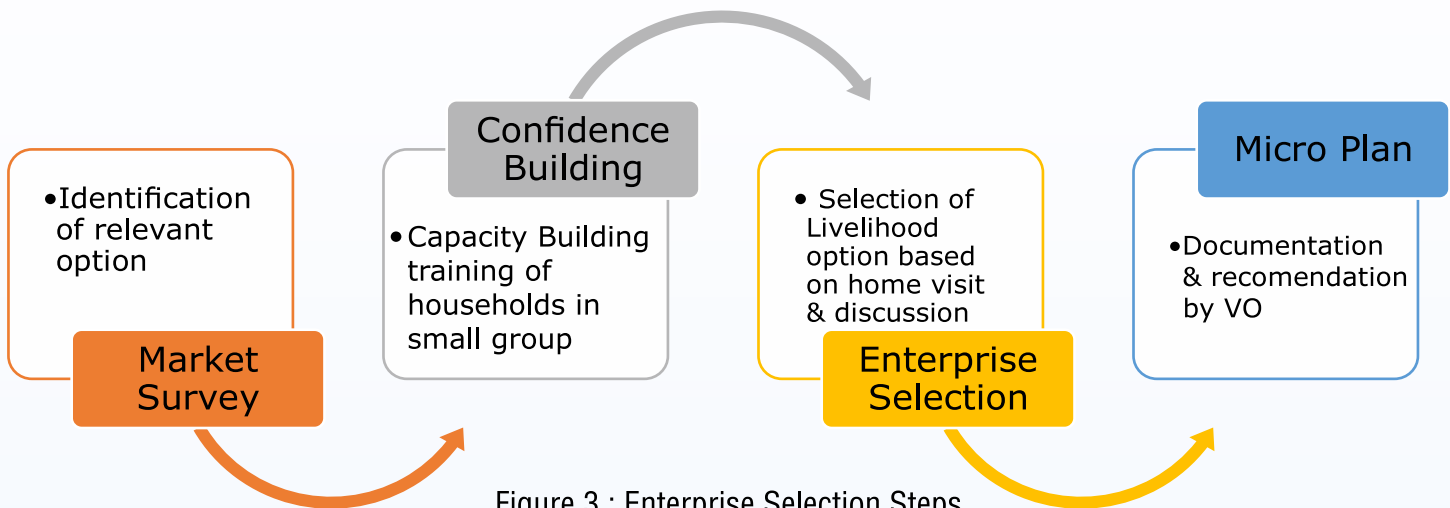 •Identification
of relevant
option
Market
Survey
Confidence
Building
•Capacity Building
training of
households in
small group
• Selection of
Livelihood
option based
on home visit
& discussion
Enterprise
Selection
Micro Plan
•Documentation
& recomendation
by VO
Figure 3 : Enterprise Selection Steps